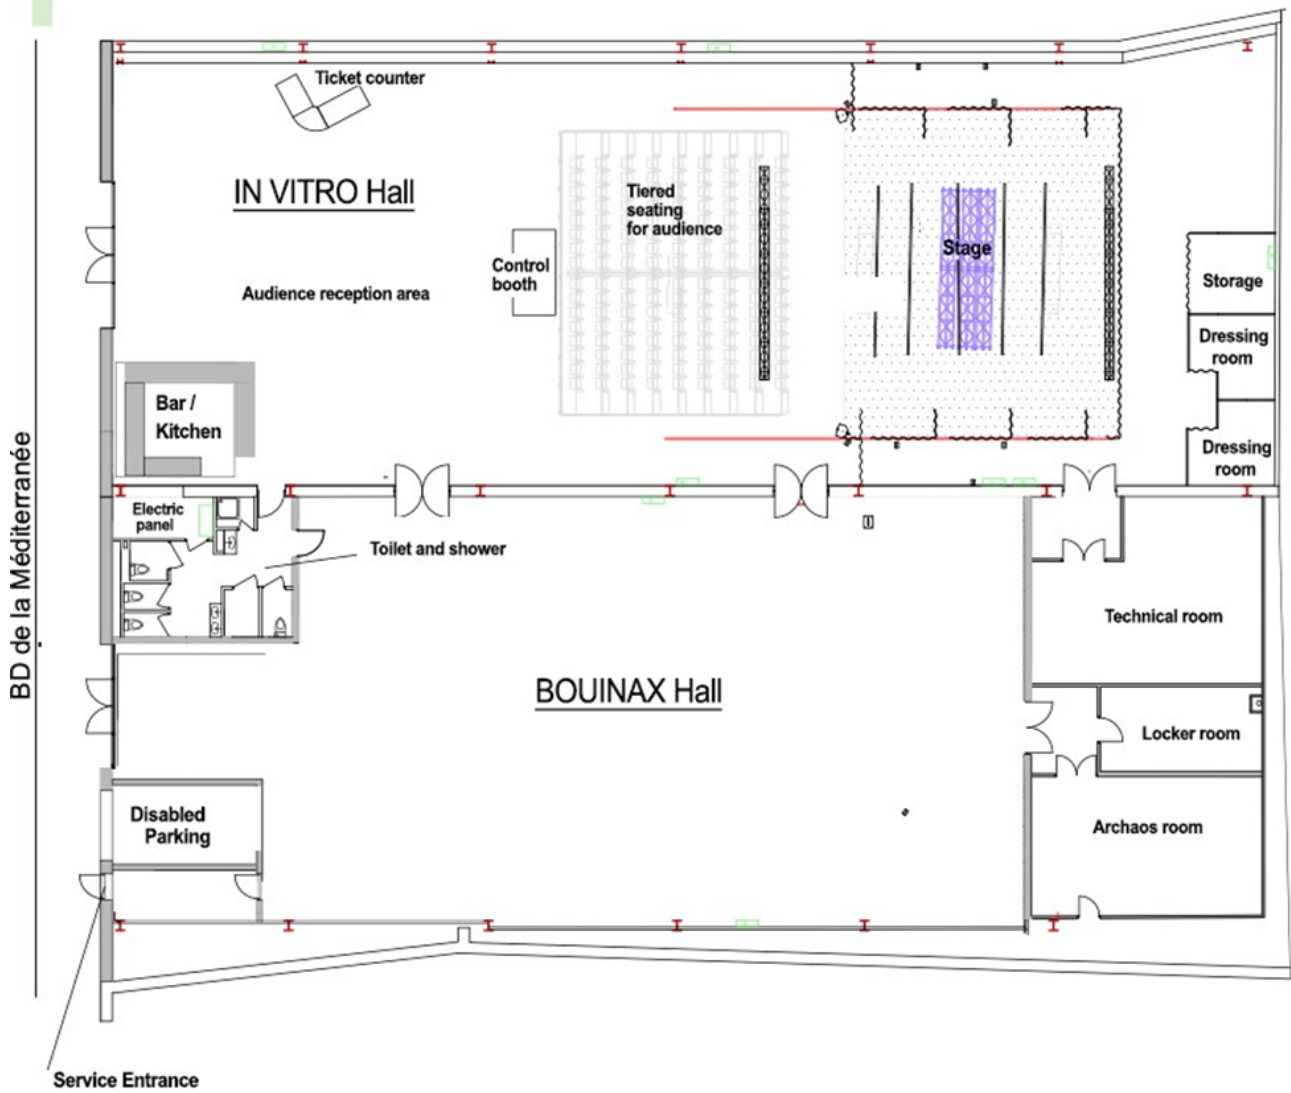 Ticket counter
IN VITRO Hall
Tiered
seating
for audience
Stage
Control
booth
Audience reception area
Storage
Dressing
room
Bar /
Kitchen
Dressing
room
Electric
panel
Toilet and shower
BD de la Méditerranée
Technical room
BOUINAX Hall
Locker room
Disabled
Parking
Archaos room
Service Entrance